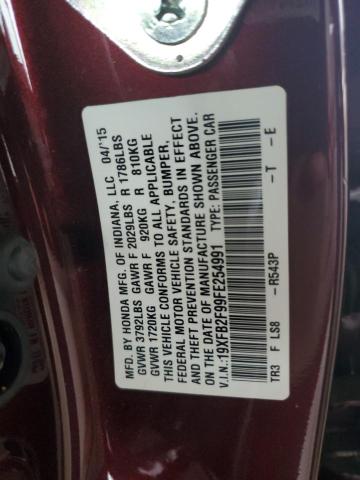 MFD. BY HONDA MFG. OF INDIANA, LLC 04/'15
GVWR 3792LBS GAWR F 2029LBS R 1786LBS
GVWR 1720KG GAWR F 920KG R 810KG
THIS VEHICLE CONFORMS TO ALL APPLICABLE
FEDERAL MOTOR VEHICLE SAFETY, BUMPER,
AND THEFT PREVENTION STANDARDS IN EFFECT
ON THE DATE OF MANUFACTURE SHOWN ABOVE.
V.I.N.:19XFB2F99FE254991 TYPE: PASSENGER CAR
TR3 F LS8 -R543P -T -E